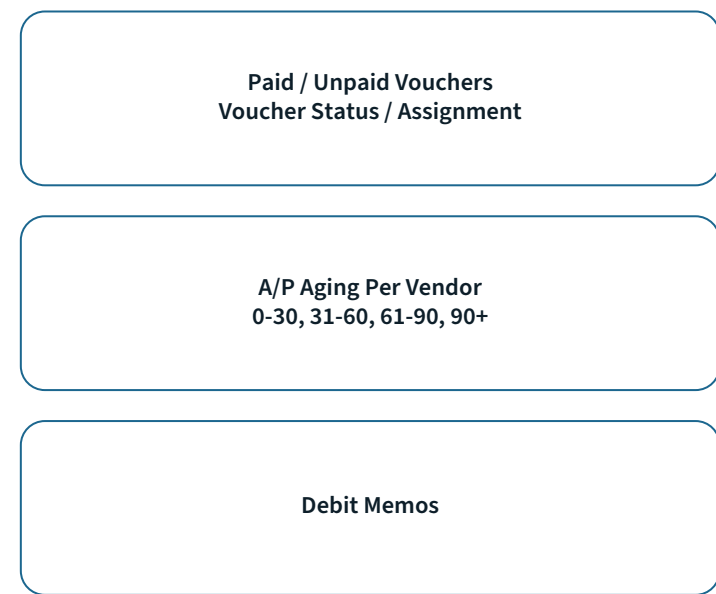 Paid / Unpaid Vouchers
Voucher Status / Assignment
A/P Aging Per Vendor
0-30, 31-60, 61-90, 90+
Debit Memos